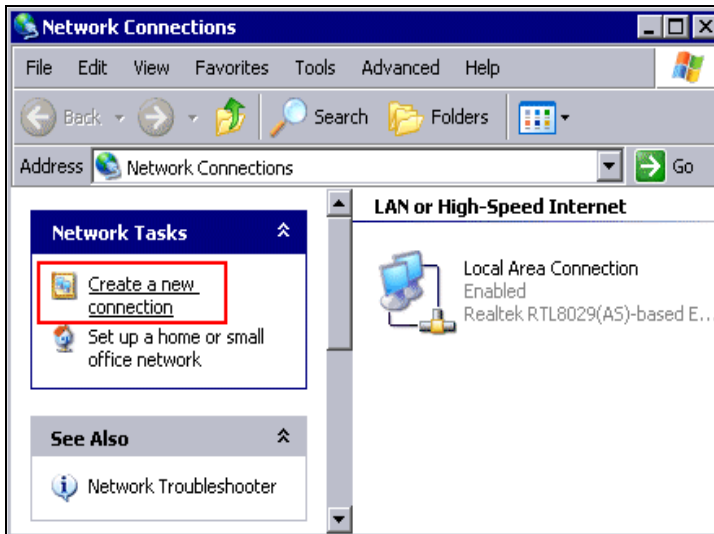 Network Connections
File Edit View Favorites Tools Advanced Help
Back Search Folders
Address Network Connections Go
Network Tasks
Create a new
connection
Set up a home or small
office network
See Also
Network Troubleshooter
LAN or High-Speed Internet
Local Area Connection
Enabled
Realtek RTL8029(AS)-based E...